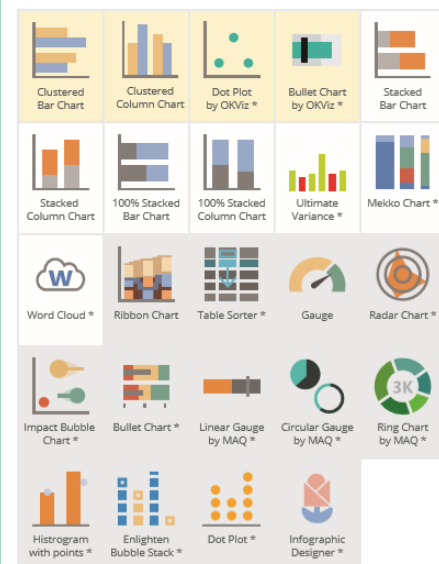 Clustered
Bar Chart
Clustered
Column Chart
Dot Plot
by OKViz *
Bullet Chart
by OKViz *
Stacked
Bar Chart
Stacked
Column Chart
100% Stacked
Bar Chart
100% Stacked
Column Chart
Ultimate
Variance *
Mekko Chart *
W
Word Cloud *
Ribbon Chart
Table Sorter *
Gauge
Radar Chart *
Impact Bubble
Chart *
Bullet Chart *
Linear Gauge
by MAQ *
Circular Gauge
by MAQ *
3K
Ring Chart
by MAQ *
Histrogram
with points *
Enlighten
Bubble Stack *
Dot Plot *
Infographic
Designer *